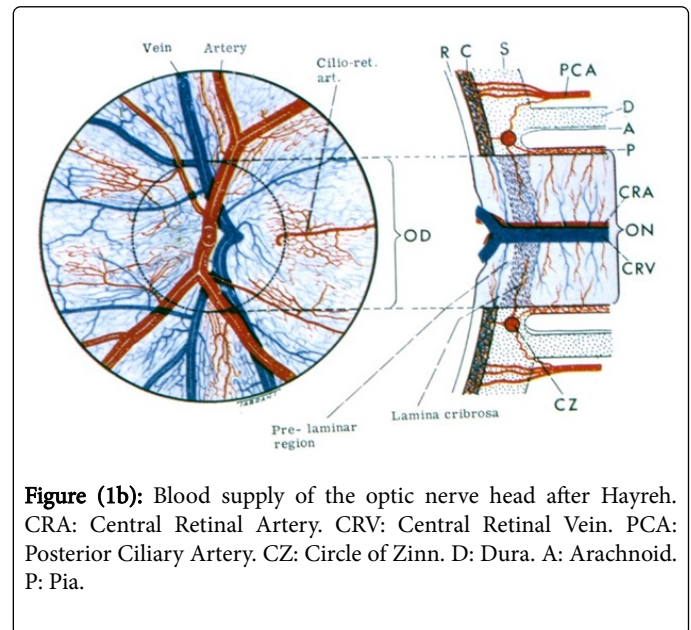 Vein
Artery
Cilio-ret.
art.
OD
R
C
S
PCA
D
A
P
CRA
ON
CRV
CZ
Lamina cribrosa
Pre- laminar
region
Figure (1b): Blood supply of the optic nerve head after Hayreh.
CRA: Central Retinal Artery. CRV: Central Retinal Vein. PCA:
Posterior Ciliary Artery. CZ: Circle of Zinn. D: Dura. A: Arachnoid.
P: Pia.